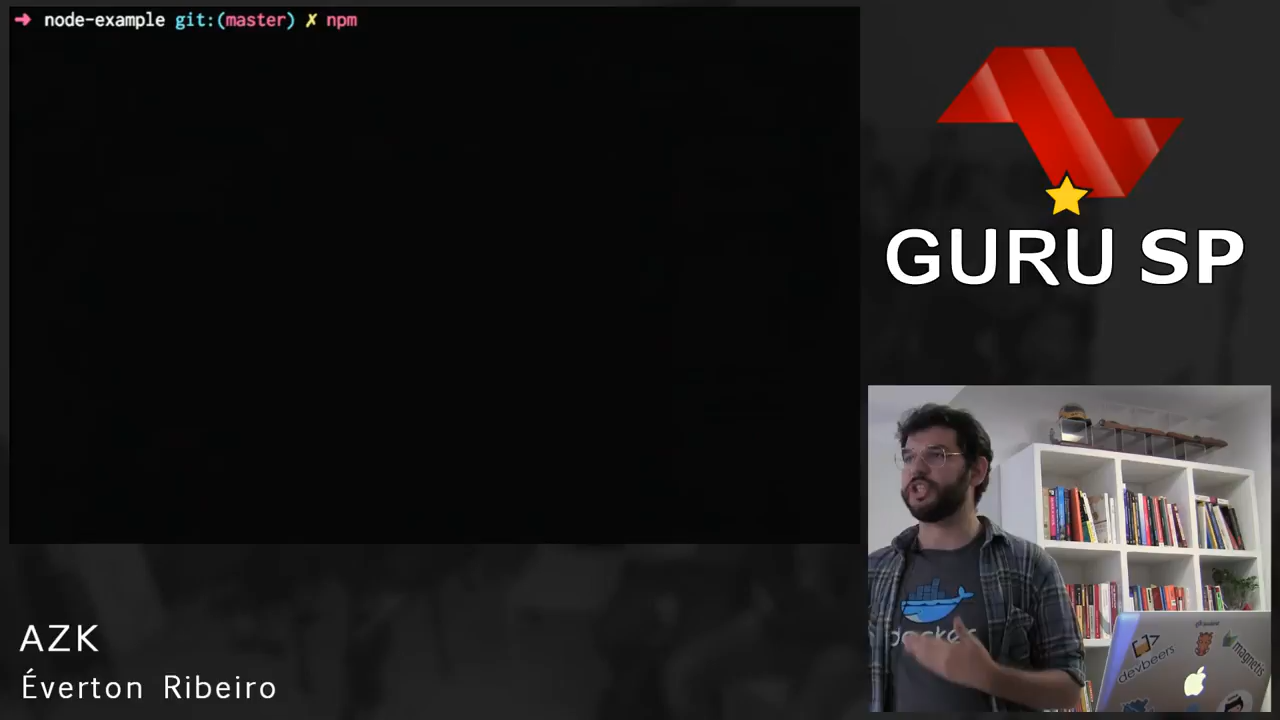 ➜ node-example git:(master) ✗ npm
GURU SP
docker
devbeers
magnetis
AZK
Éverton Ribeiro